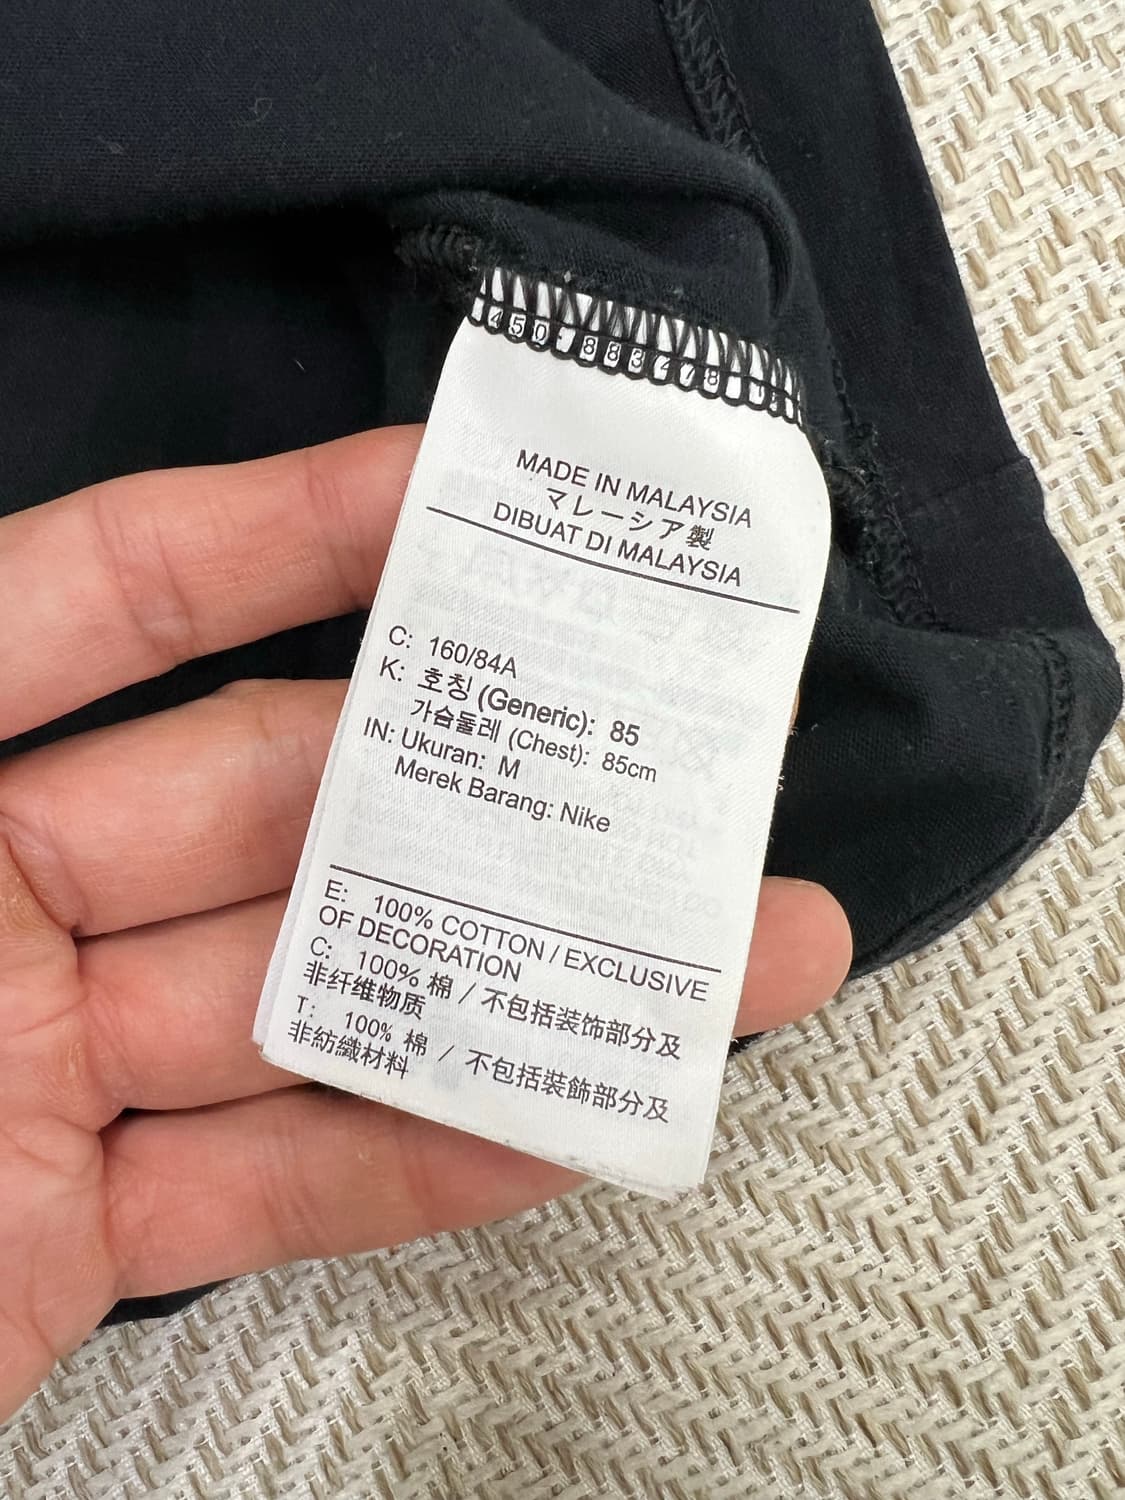 450. 883478
MADE IN MALAYSIA
マレーシア製
DIBUAT DI MALAYSIA
C: 160/84A
K: 호칭 (Generic): 85
가슴둘레 (Chest): 85cm
IN: Ukuran: M
Merek Barang: Nike
E: 100% COTTON / EXCLUSIVE
OF DECORATION
C: 100% 棉 / 不包括装饰部分及
非纤维物质
T: 100% 棉 / 不包括裝飾部分及
非紡織材料